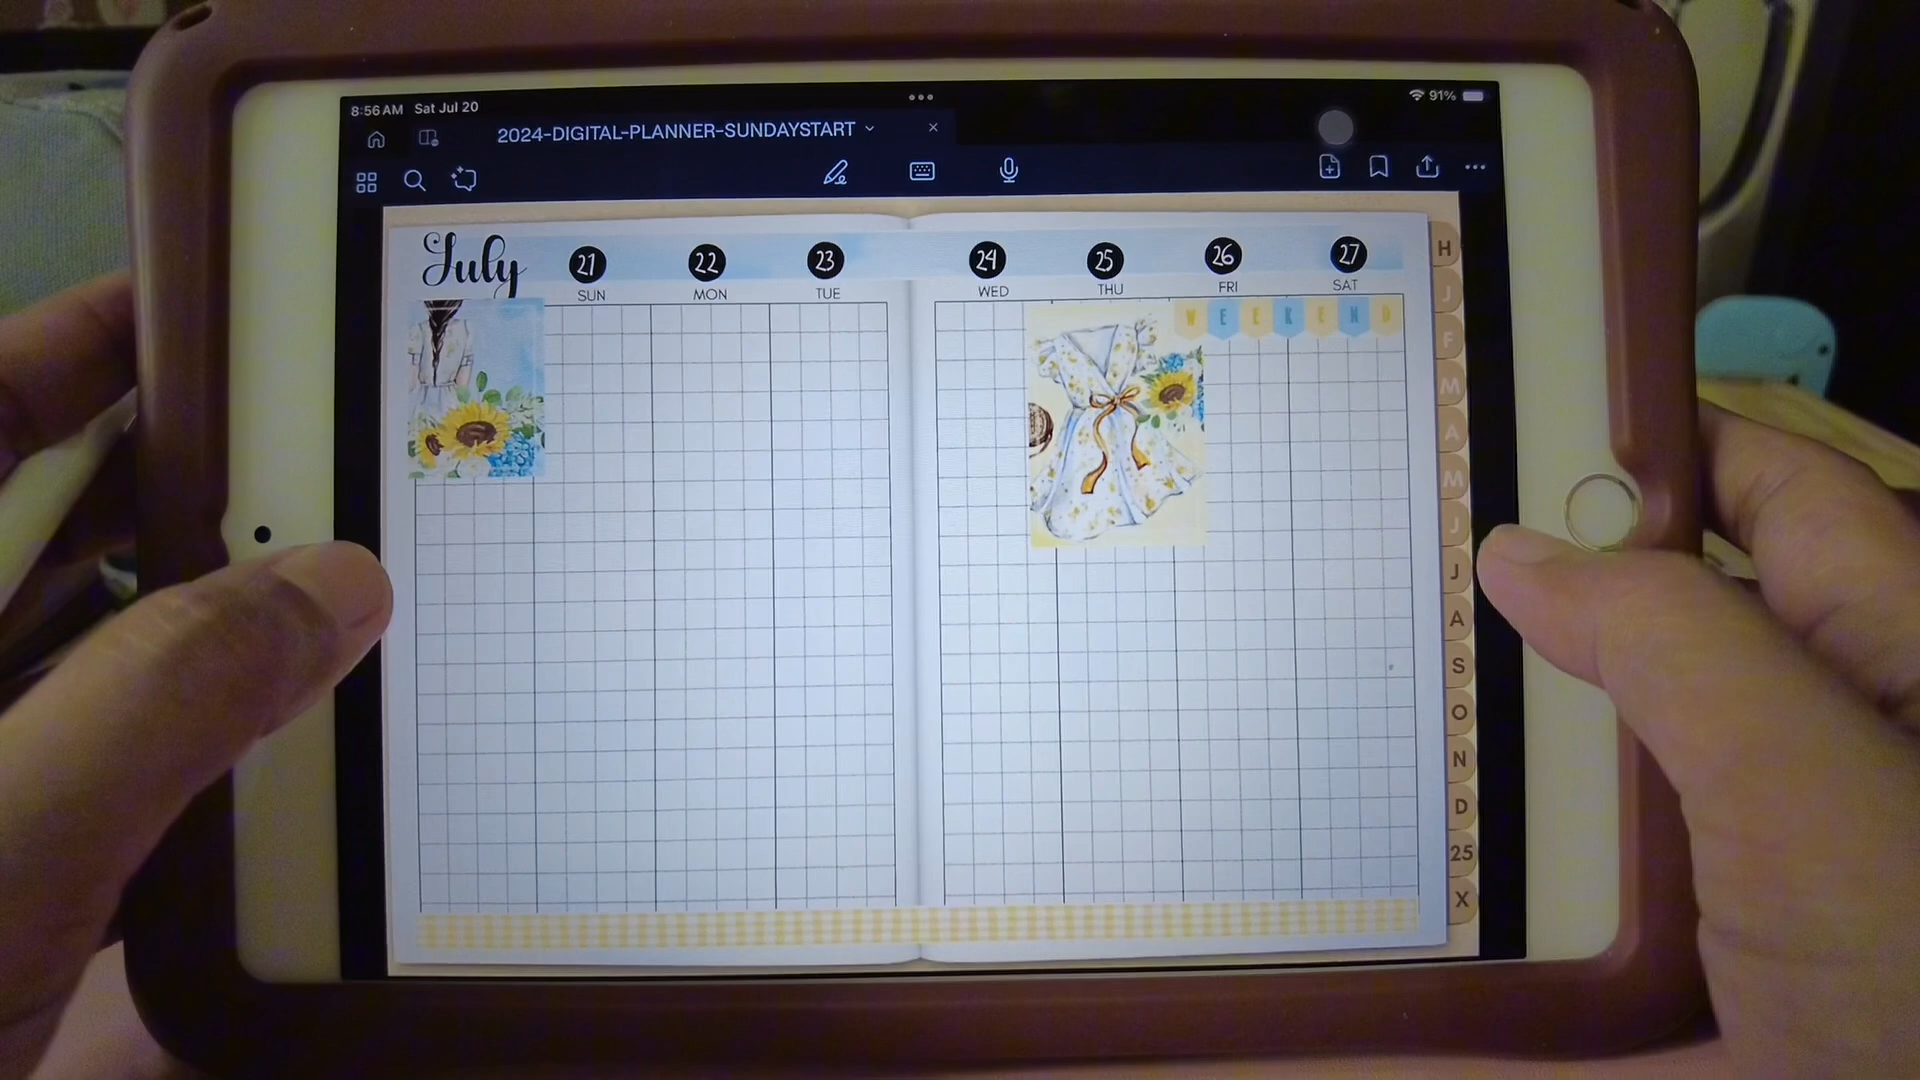 8:56 AM Sat Jul 20
91%
2024-DIGITAL-PLANNER-SUNDAYSTART
July
21 22 23 24 25 26 27
SUN MON TUE WED THU FRI SAT
WEEKEND
H
J
F
M
A
M
J
J
A
S
O
N
D
25
X